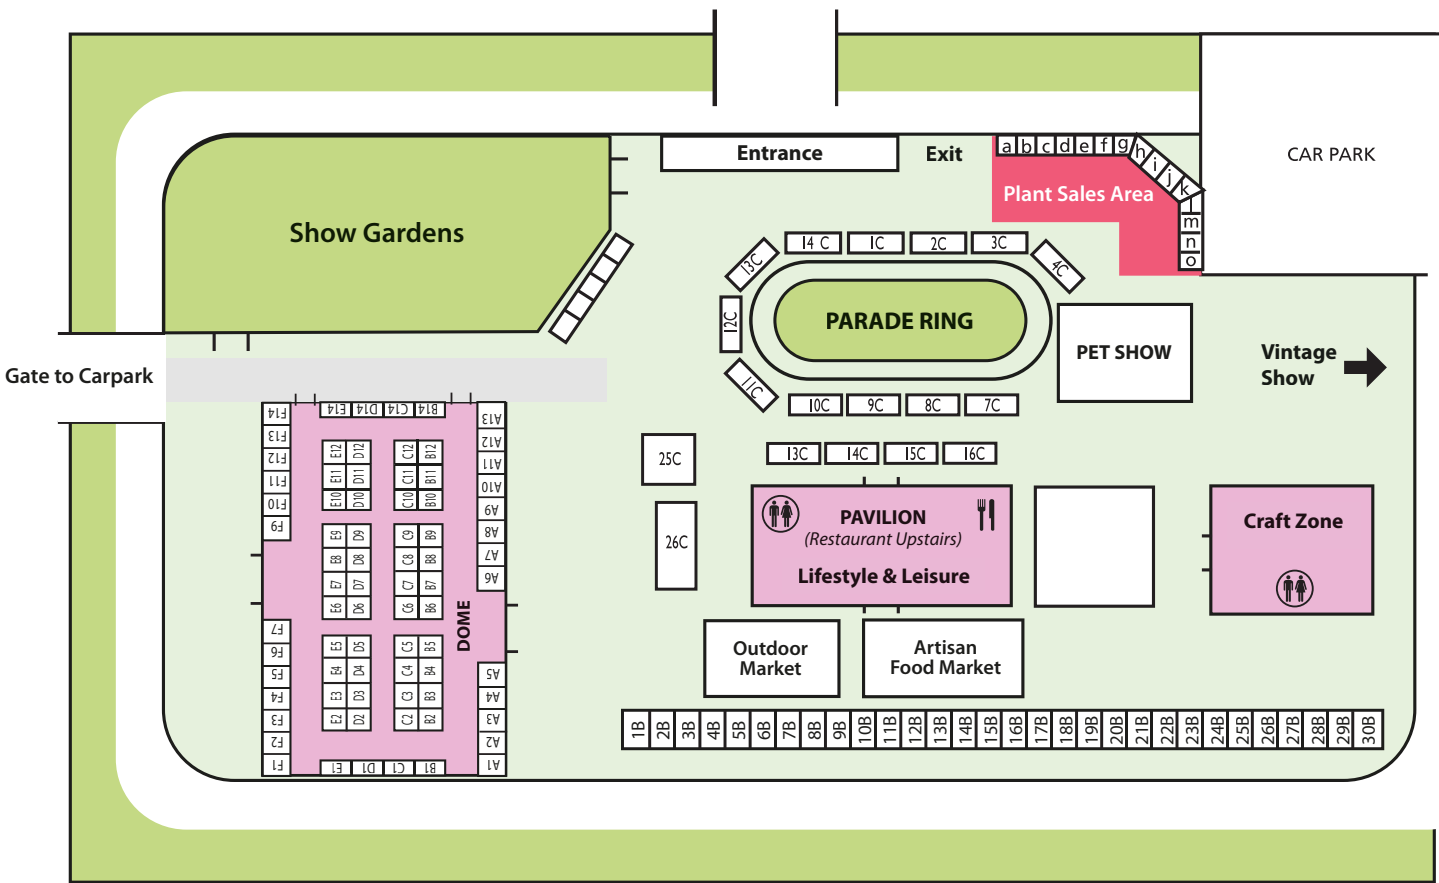 Entrance
Exit
a b c d e f g h i j k l m n o
Plant Sales Area
CAR PARK
Show Gardens
13C
14 C
1C
2C
3C
4C
12C
PARADE RING
PET SHOW
Vintage
Show
Gate to Carpark
11C
10C
9C
8C
7C
13C
14C
15C
16C
25C
26C
F14
F13
F12
F11
F10
F9
F7
F6
F5
F4
F3
F2
F1
E14
D14
C14
B14
A13
A12
A11
A10
A9
A8
A7
A6
A5
A4
A3
A2
A1
E12
D12
C12
B12
E11
D11
C11
B11
E10
D10
C10
B10
E9
D9
C9
B9
E8
D8
C8
B8
E7
D7
C7
B7
E6
D6
C6
B6
DOME
E5
D5
C5
B5
E4
D4
C4
B4
E3
D3
C3
B3
E2
D2
C2
B2
E1
D1
C1
B1
PAVILION
(Restaurant Upstairs)
Lifestyle & Leisure
Craft Zone
Outdoor
Market
Artisan
Food Market
1B 2B 3B 4B 5B 6B 7B 8B 9B 10B 11B 12B 13B 14B 15B 16B 17B 18B 19B 20B 21B 22B 23B 24B 25B 26B 27B 28B 29B 30B